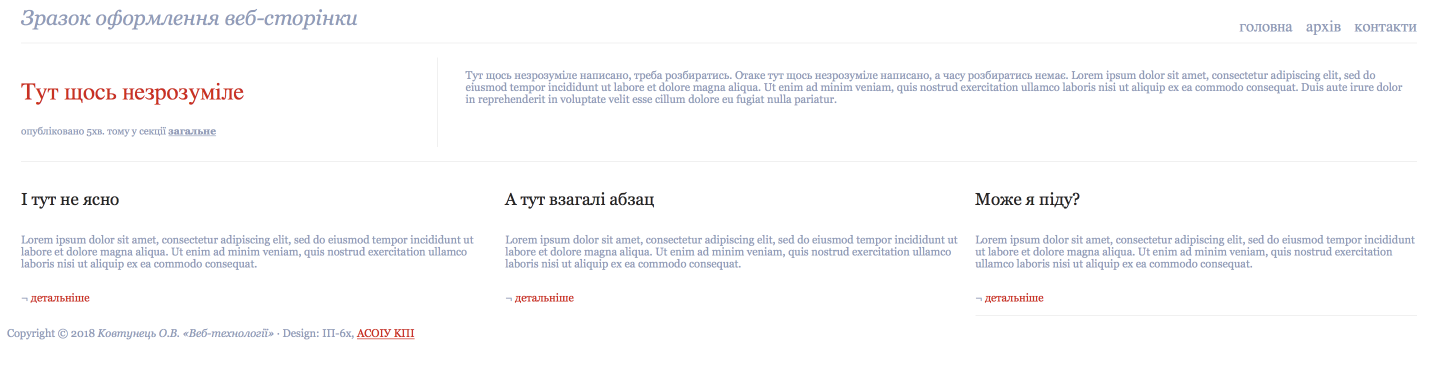 Зразок оформлення веб-сторінки
головна архів контакти
Тут щось незрозуміле
опубліковано 5хв. тому у секції загальне
Тут щось незрозуміле написано, треба розбиратись. Отаке тут щось незрозуміле написано, а часу розбиратись немає. Lorem ipsum dolor sit amet, consectetur adipiscing elit, sed do
eiusmod tempor incididunt ut labore et dolore magna aliqua. Ut enim ad minim veniam, quis nostrud exercitation ullamco laboris nisi ut aliquip ex ea commodo consequat. Duis aute irure dolor
in reprehenderit in voluptate velit esse cillum dolore eu fugiat nulla pariatur.
І тут не ясно
Lorem ipsum dolor sit amet, consectetur adipiscing elit, sed do eiusmod tempor incididunt ut
labore et dolore magna aliqua. Ut enim ad minim veniam, quis nostrud exercitation ullamco
laboris nisi ut aliquip ex ea commodo consequat.
¬ детальніше
А тут взагалі абзац
Lorem ipsum dolor sit amet, consectetur adipiscing elit, sed do eiusmod tempor incididunt ut
labore et dolore magna aliqua. Ut enim ad minim veniam, quis nostrud exercitation ullamco
laboris nisi ut aliquip ex ea commodo consequat.
¬ детальніше
Може я піду?
Lorem ipsum dolor sit amet, consectetur adipiscing elit, sed do eiusmod tempor incididunt
ut labore et dolore magna aliqua. Ut enim ad minim veniam, quis nostrud exercitation
ullamco laboris nisi ut aliquip ex ea commodo consequat.
¬ детальніше
Copyright © 2018 Ковтунець О.В. «Веб-технології» · Design: ІП-6х, АСОІУ КПІ